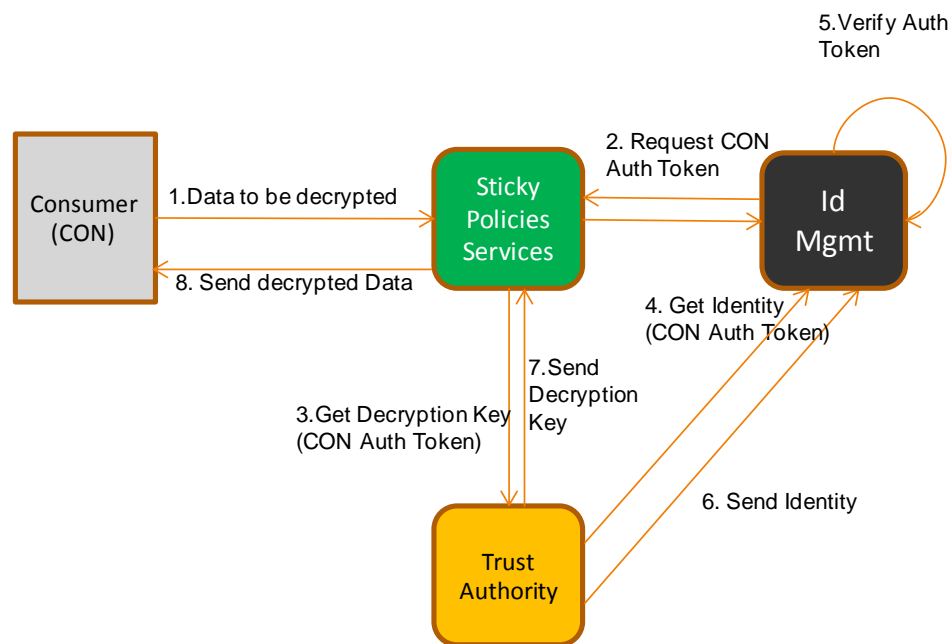 5.Verify Auth
Token
2. Request CON
Auth Token
Consumer
(CON)
1.Data to be decrypted
Sticky
Policies
Services
Id
Mgmt
8. Send decrypted Data
4. Get Identity
(CON Auth Token)
7.Send
Decryption
Key
3.Get Decryption Key
(CON Auth Token)
6. Send Identity
Trust
Authority